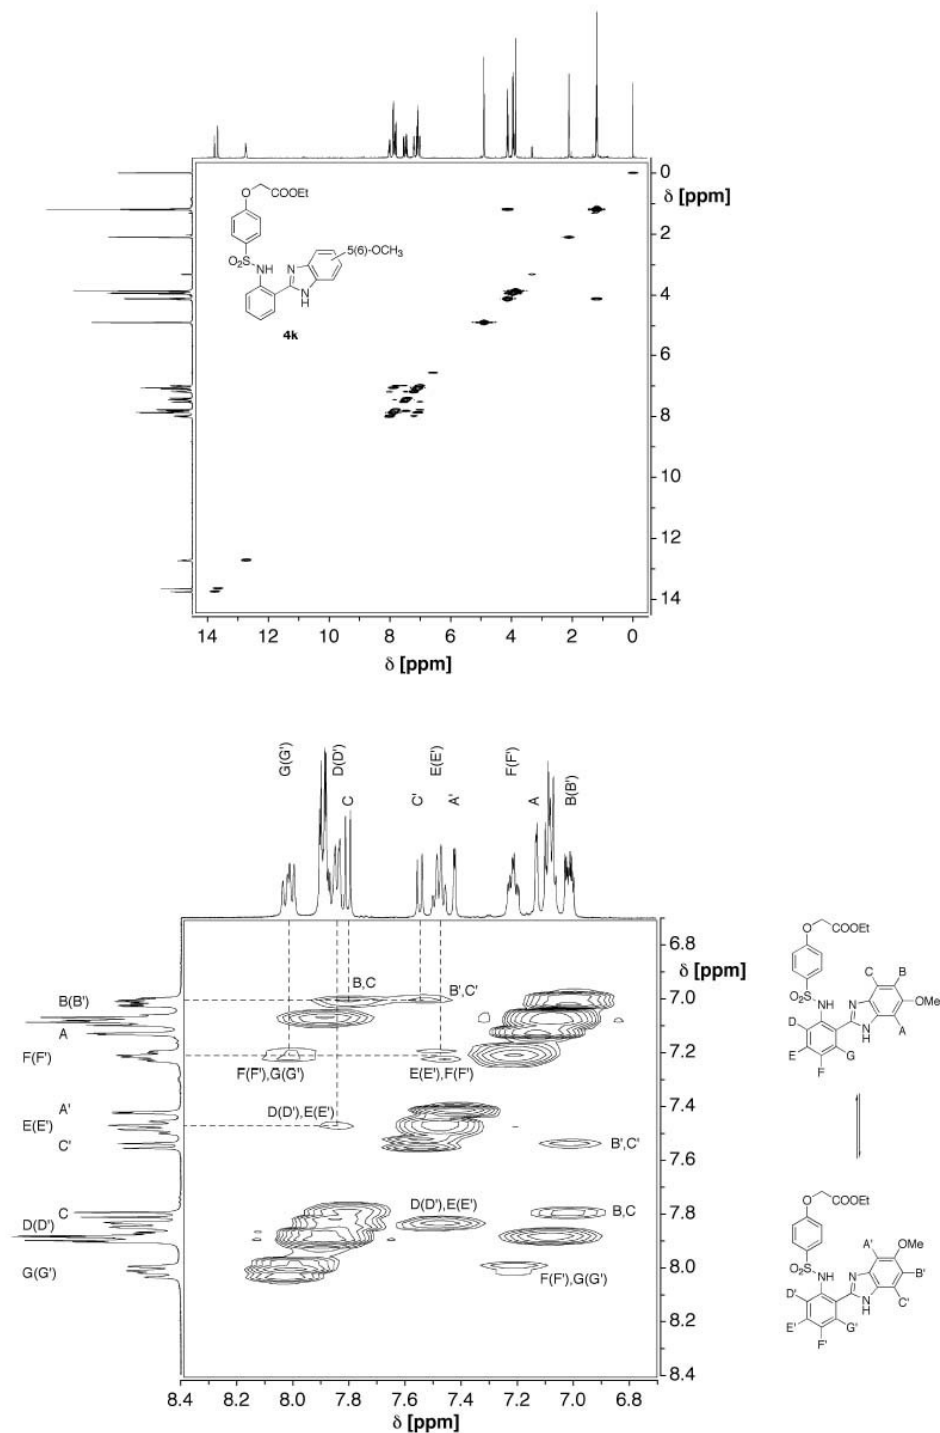 0
δ [ppm]
2
4
6
8
10
12
14
O COOEt
O₂S NH
N
N
H
5(6)-OCH₃
4k
14 12 10 8 6 4 2 0
δ [ppm]
G(G') D(D') C C' E(E') A' F(F') A B(B')
6.8
δ [ppm]
7.0
7.2
7.4
7.6
7.8
8.0
8.2
8.4
B(B')
A
F(F')
A'
E(E')
C'
C
D(D')
G(G')
B,C
B',C'
F(F'),G(G')
E(E'),F(F')
D(D'),E(E')
B',C'
D(D'),E(E')
B,C
F(F'),G(G')
8.4 8.2 8.0 7.8 7.6 7.4 7.2 7.0 6.8
δ [ppm]
O COOEt
C B
O₂S NH N OMe
D N A
H
E G
F
O COOEt
A' OMe
O₂S NH N B'
D' N C'
H
E' G'
F'